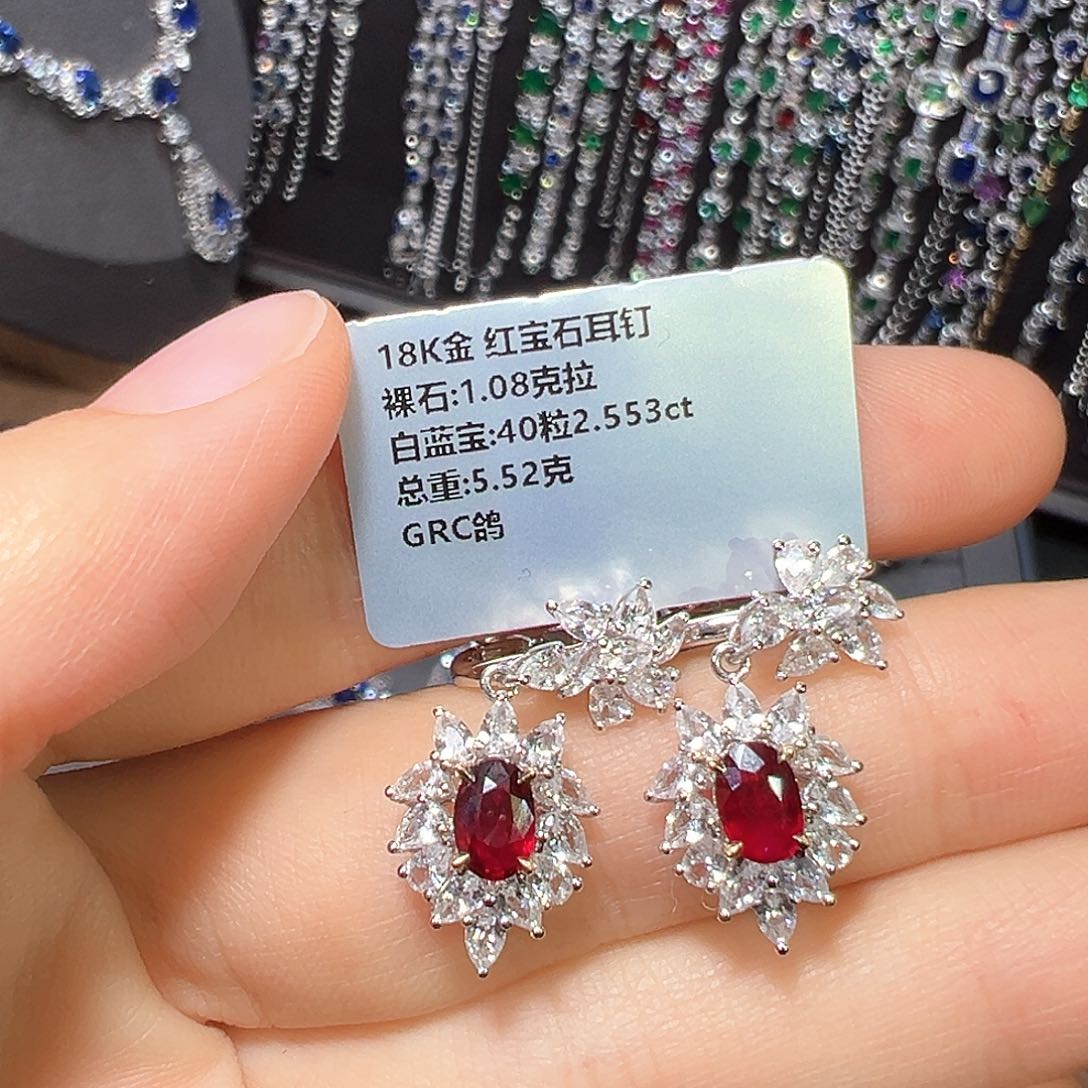 18K金 红宝石耳钉
裸石:1.08克拉
白蓝宝:40粒2.553ct
总重:5.52克
GRC鸽